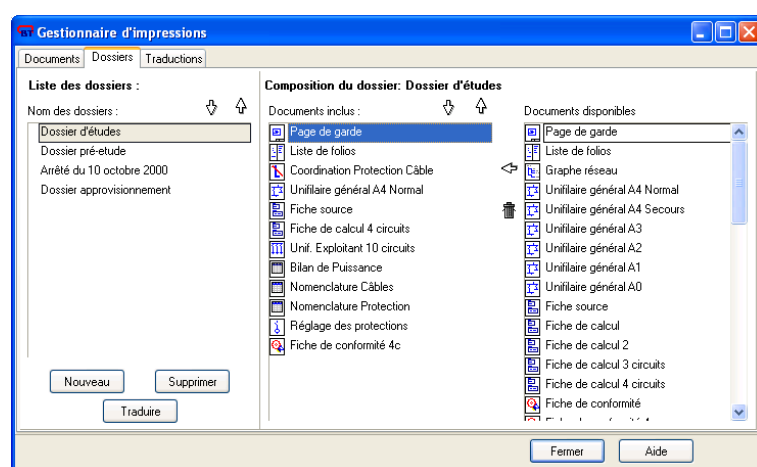 Gestionnaire d'impressions
Documents
Dossiers
Traductions
Liste des dossiers :
Nom des dossiers :
Dossier d'études
Dossier pré-etude
Arrêté du 10 octobre 2000
Dossier approvisionnement
Nouveau
Supprimer
Traduire
Composition du dossier: Dossier d'études
Documents inclus :
Page de garde
Liste de folios
Coordination Protection Câble
Unifilaire général A4 Normal
Fiche source
Fiche de calcul 4 circuits
Unif. Exploitant 10 circuits
Bilan de Puissance
Nomenclature Câbles
Nomenclature Protection
Réglage des protections
Fiche de conformité 4c
Documents disponibles
Page de garde
Liste de folios
Graphe réseau
Unifilaire général A4 Normal
Unifilaire général A4 Secours
Unifilaire général A3
Unifilaire général A2
Unifilaire général A1
Unifilaire général A0
Fiche source
Fiche de calcul
Fiche de calcul 2
Fiche de calcul 3 circuits
Fiche de calcul 4 circuits
Fiche de conformité
Fermer
Aide